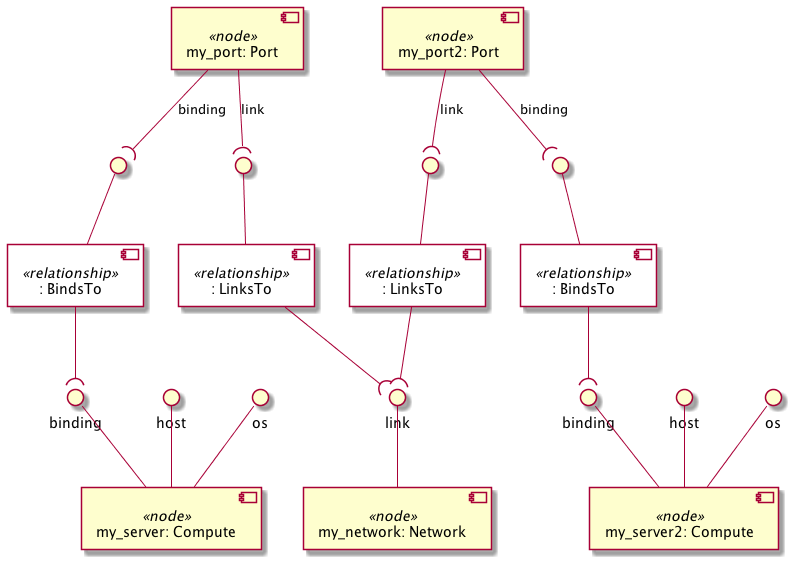 «node»
my_port: Port
«node»
my_port2: Port
binding
link
link
binding
«relationship»
: BindsTo
«relationship»
: LinksTo
«relationship»
: LinksTo
«relationship»
: BindsTo
binding
host
os
link
binding
host
os
«node»
my_server: Compute
«node»
my_network: Network
«node»
my_server2: Compute